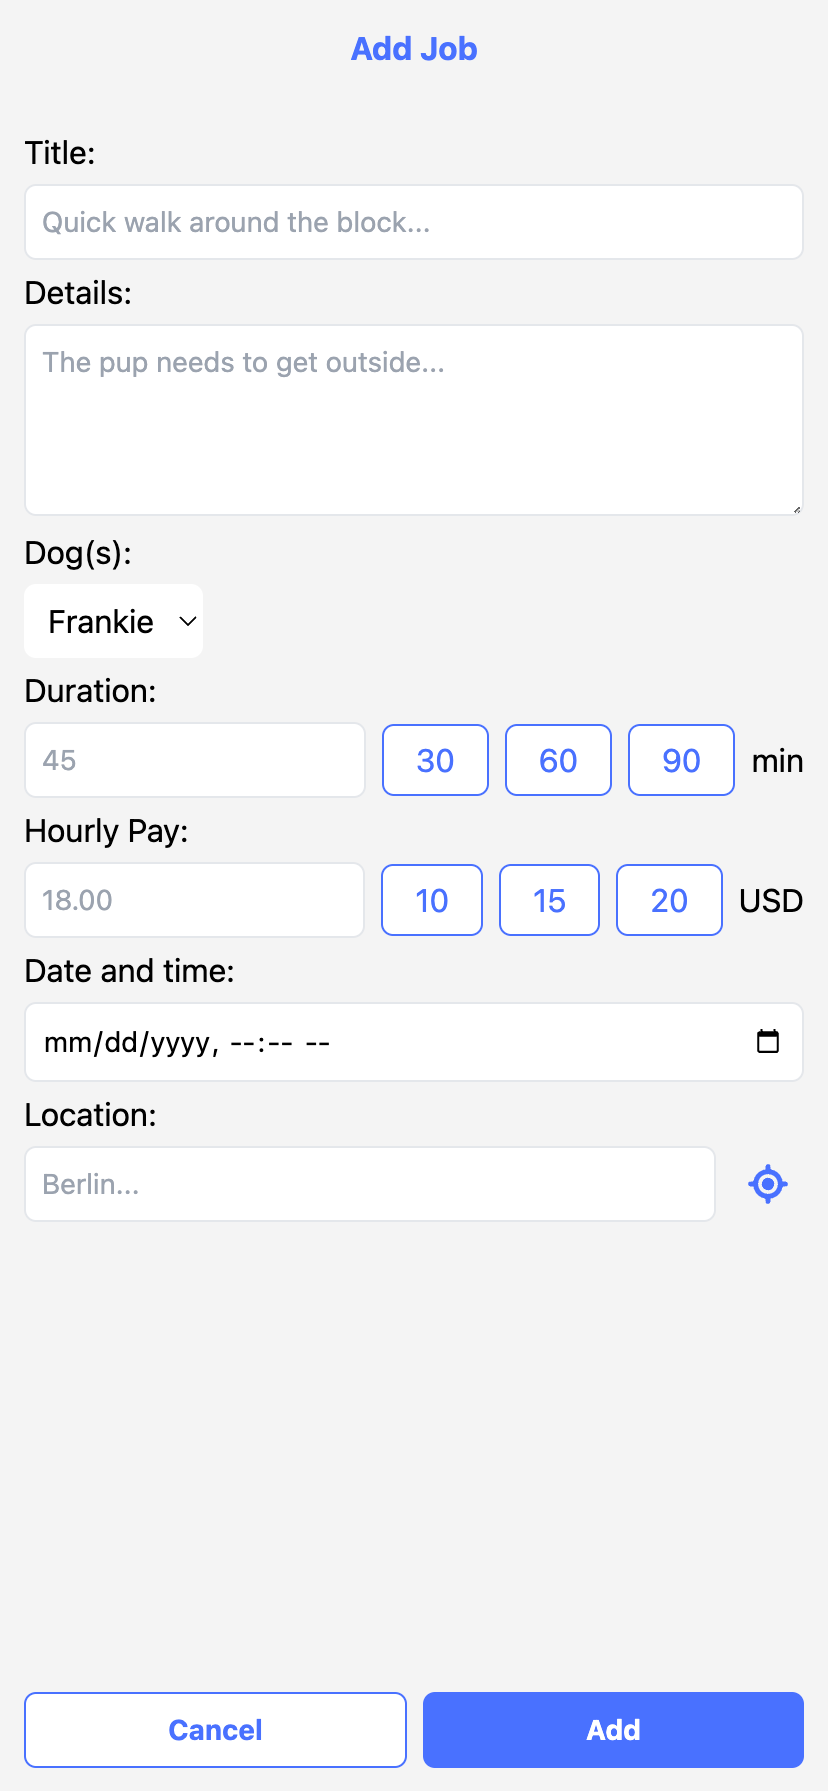 Add Job
Title:
Quick walk around the block...
Details:
The pup needs to get outside...
Dog(s):
Frankie
Duration:
45 30 60 90 min
Hourly Pay:
18.00 10 15 20 USD
Date and time:
mm/dd/yyyy, --:-- --
Location:
Berlin...
Cancel Add